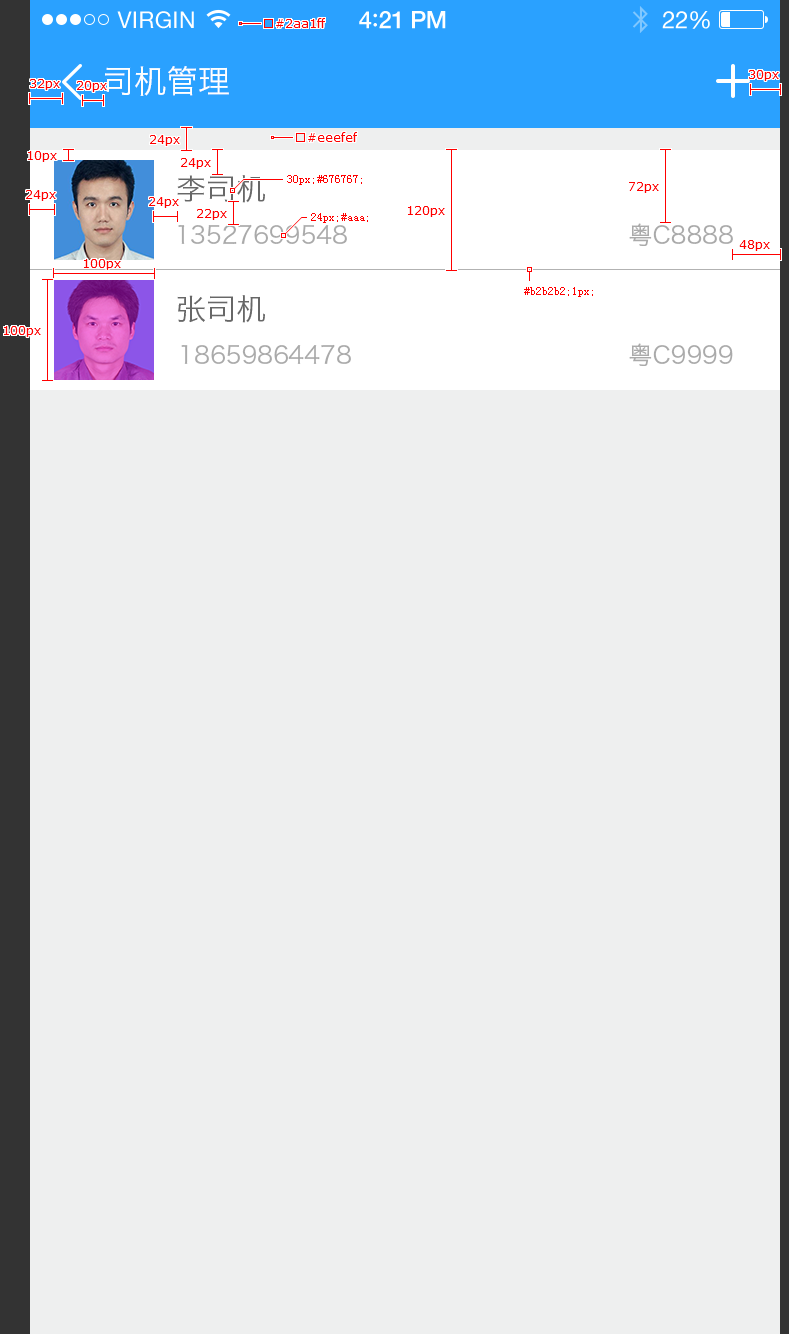 VIRGIN #2aa1ff 4:21 PM 22%
32px 20px 司机管理 30px
24px #eeefef
10px 24px 李司机 30px;#676767; 72px
24px 24px 22px 24px;#aaa; 120px
13527699548 粤C8888
48px
100px
#b2b2b2;1px;
张司机
100px
18659864478 粤C9999